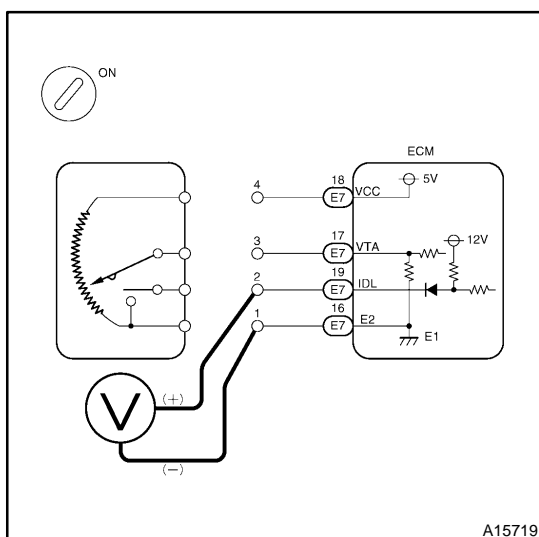 ON
ECM
4
18
E7
VCC
5V
3
17
E7
VTA
12V
2
19
E7
IDL
1
16
E7
E2
E1
V
(+)
(−)
A15719